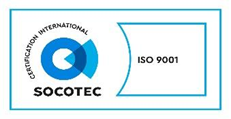 CERTIFICATION INTERNATIONAL
SOCOTEC
ISO 9001